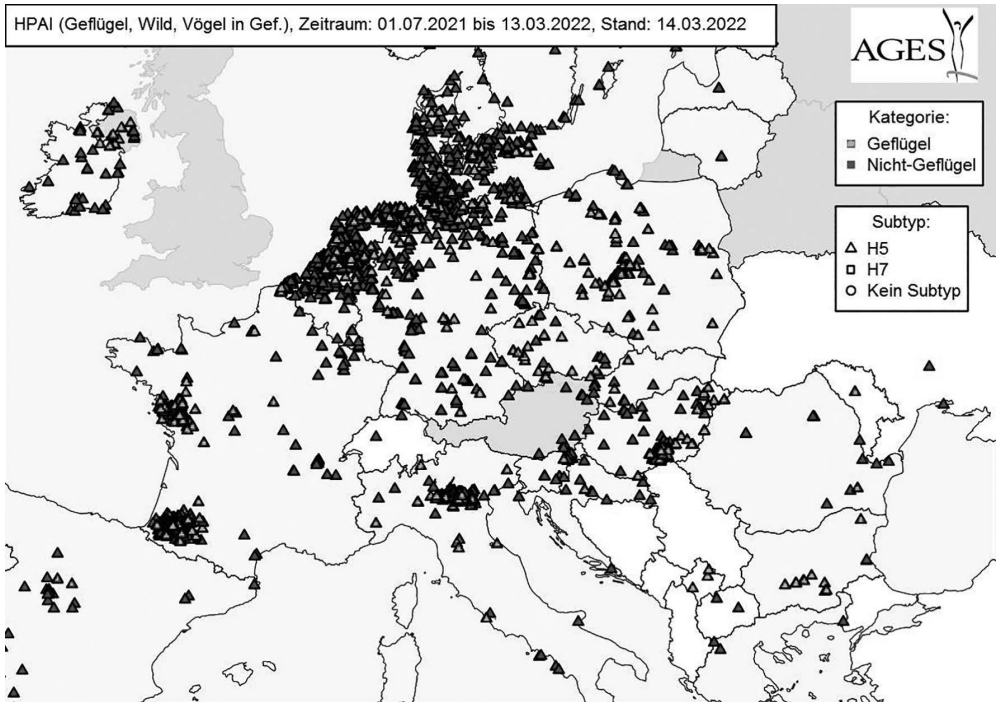 HPAI (Geflügel, Wild, Vögel in Gef.), Zeitraum: 01.07.2021 bis 13.03.2022, Stand: 14.03.2022
AGES
Kategorie:
Geflügel
Nicht-Geflügel
Subtyp:
H5
H7
Kein Subtyp